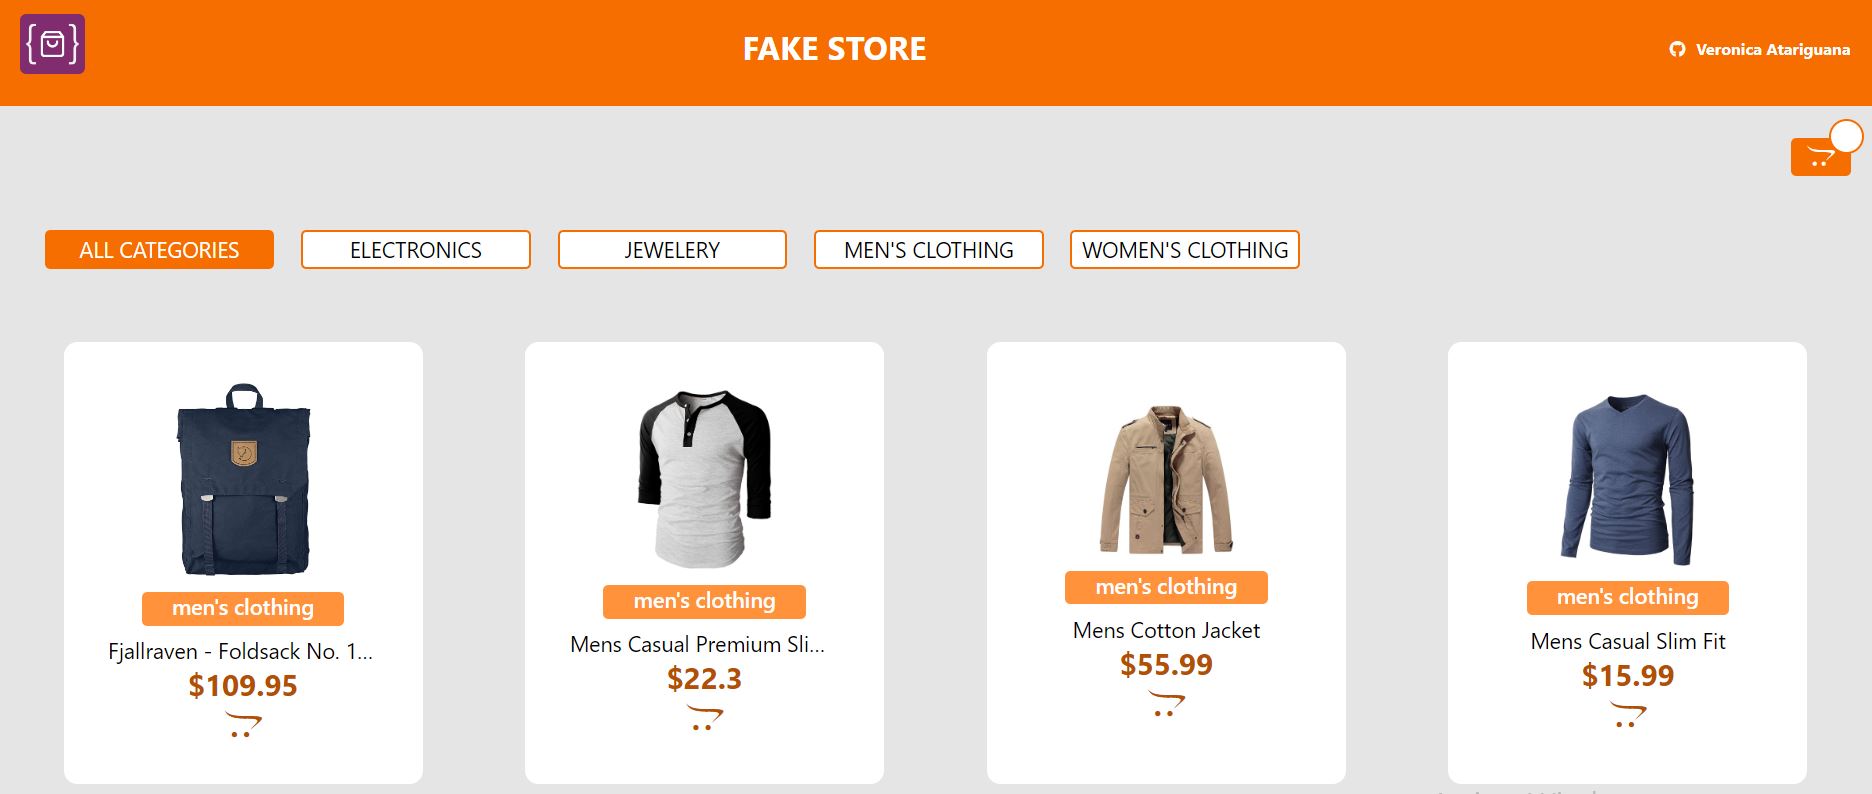 FAKE STORE
Veronica Atariguana
ALL CATEGORIES
ELECTRONICS
JEWELERY
MEN'S CLOTHING
WOMEN'S CLOTHING
men's clothing
Fjallraven - Foldsack No. 1...
$109.95
men's clothing
Mens Casual Premium Sli...
$22.3
men's clothing
Mens Cotton Jacket
$55.99
men's clothing
Mens Casual Slim Fit
$15.99